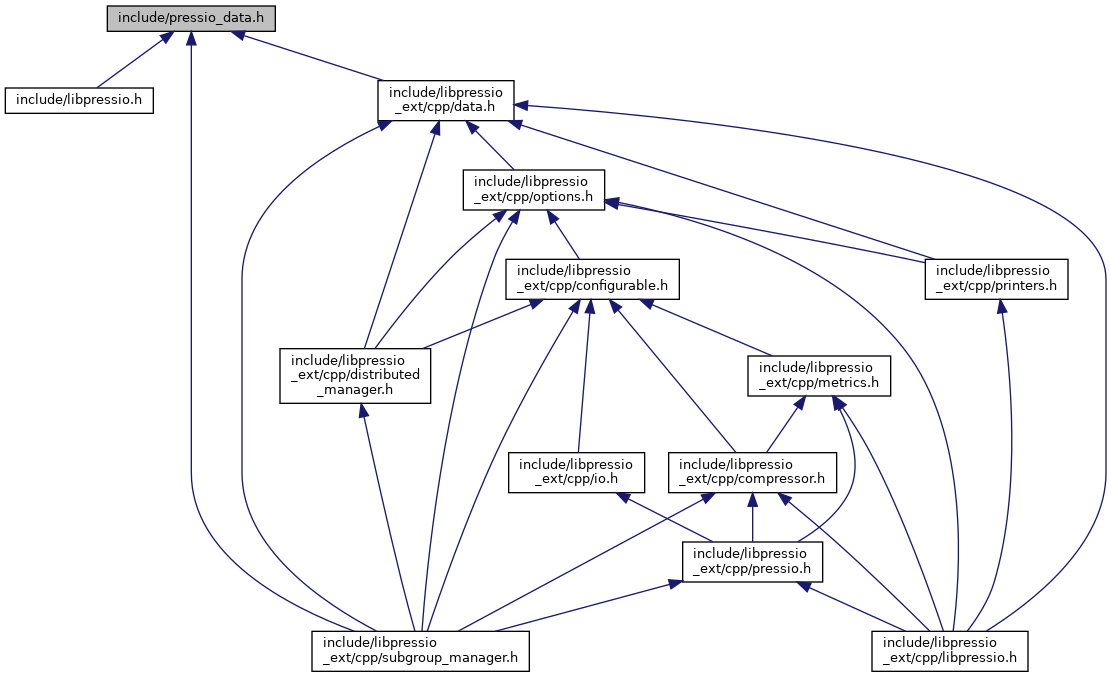 include/pressio_data.h
include/libpressio.h
include/libpressio
_ext/cpp/data.h
include/libpressio
_ext/cpp/options.h
include/libpressio
_ext/cpp/configurable.h
include/libpressio
_ext/cpp/printers.h
include/libpressio
_ext/cpp/distributed
_manager.h
include/libpressio
_ext/cpp/metrics.h
include/libpressio
_ext/cpp/io.h
include/libpressio
_ext/cpp/compressor.h
include/libpressio
_ext/cpp/pressio.h
include/libpressio
_ext/cpp/subgroup_manager.h
include/libpressio
_ext/cpp/libpressio.h